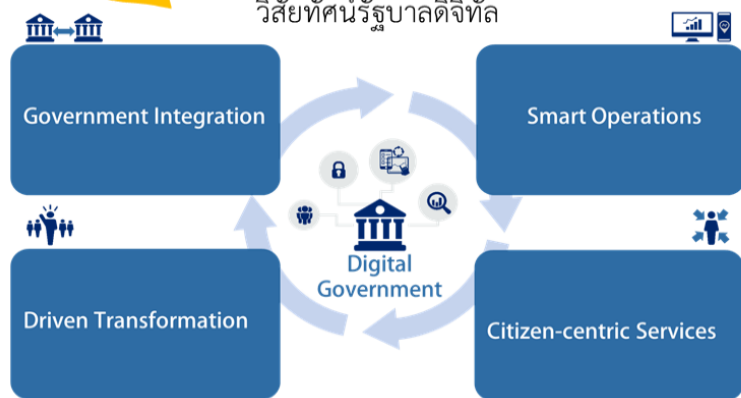 วิสัยทัศน์รัฐบาลดิจิทัล
Government Integration
Smart Operations
Digital
Government
Driven Transformation
Citizen-centric Services